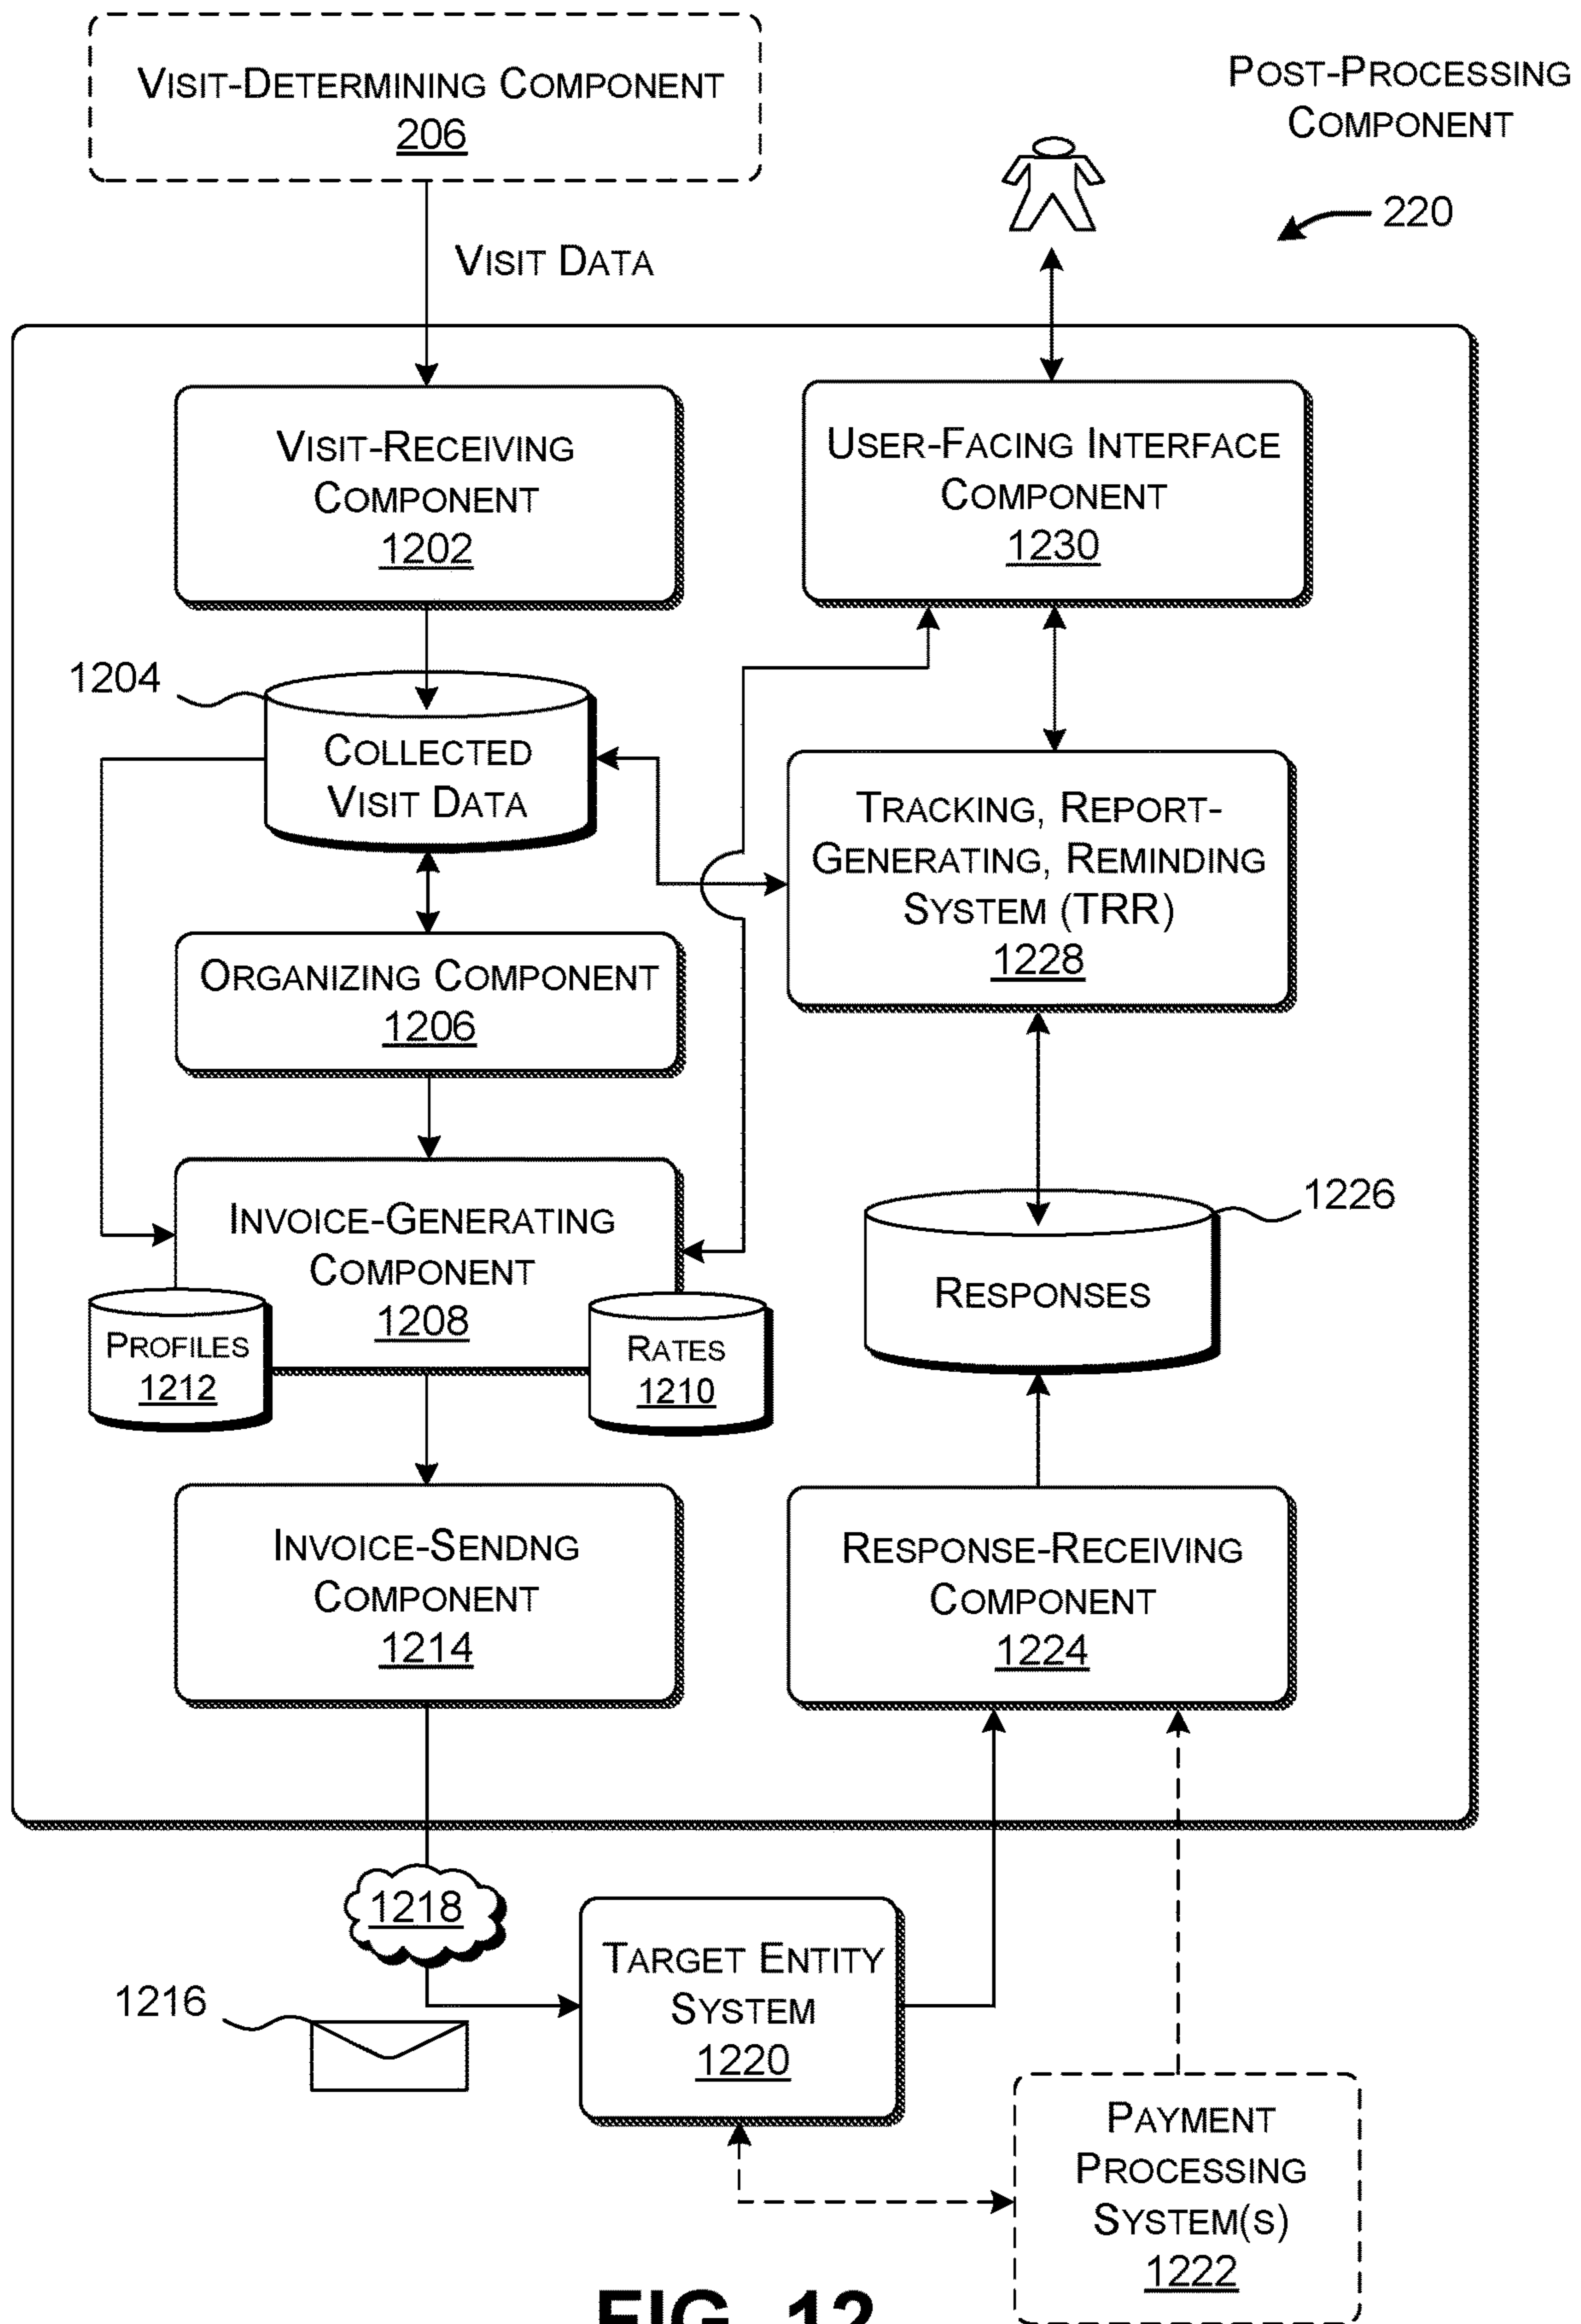 VISIT-DETERMINING COMPONENT
206
POST-PROCESSING
COMPONENT
220
VISIT DATA
VISIT-RECEIVING
COMPONENT
1202
USER-FACING INTERFACE
COMPONENT
1230
1204
COLLECTED
VISIT DATA
TRACKING, REPORT-
GENERATING, REMINDING
SYSTEM (TRR)
1228
ORGANIZING COMPONENT
1206
INVOICE-GENERATING
COMPONENT
1208
PROFILES
1212
RATES
1210
1226
RESPONSES
INVOICE-SENDNG
COMPONENT
1214
RESPONSE-RECEIVING
COMPONENT
1224
1218
1216
TARGET ENTITY
SYSTEM
1220
PAYMENT
PROCESSING
SYSTEM(S)
1222
FIG. 12